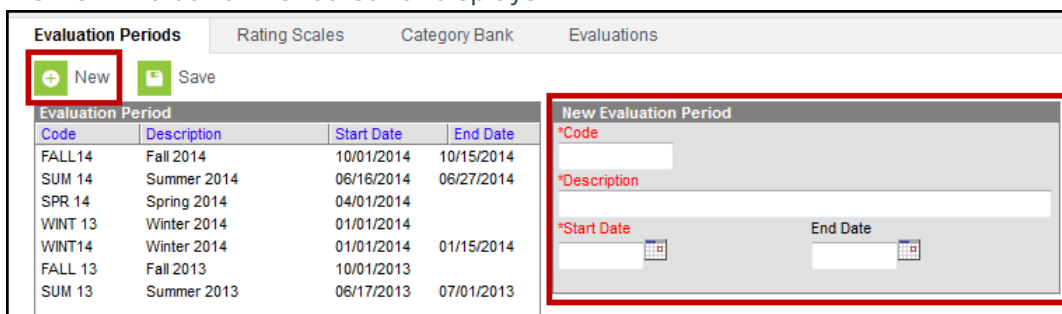 Evaluation Periods Rating Scales Category Bank Evaluations
New Save
Evaluation Period
Code Description Start Date End Date
FALL14 Fall 2014 10/01/2014 10/15/2014
SUM 14 Summer 2014 06/16/2014 06/27/2014
SPR 14 Spring 2014 04/01/2014
WINT 13 Winter 2014 01/01/2014
WINT14 Winter 2014 01/01/2014 01/15/2014
FALL 13 Fall 2013 10/01/2013
SUM 13 Summer 2013 06/17/2013 07/01/2013
New Evaluation Period
*Code
*Description
*Start Date End Date